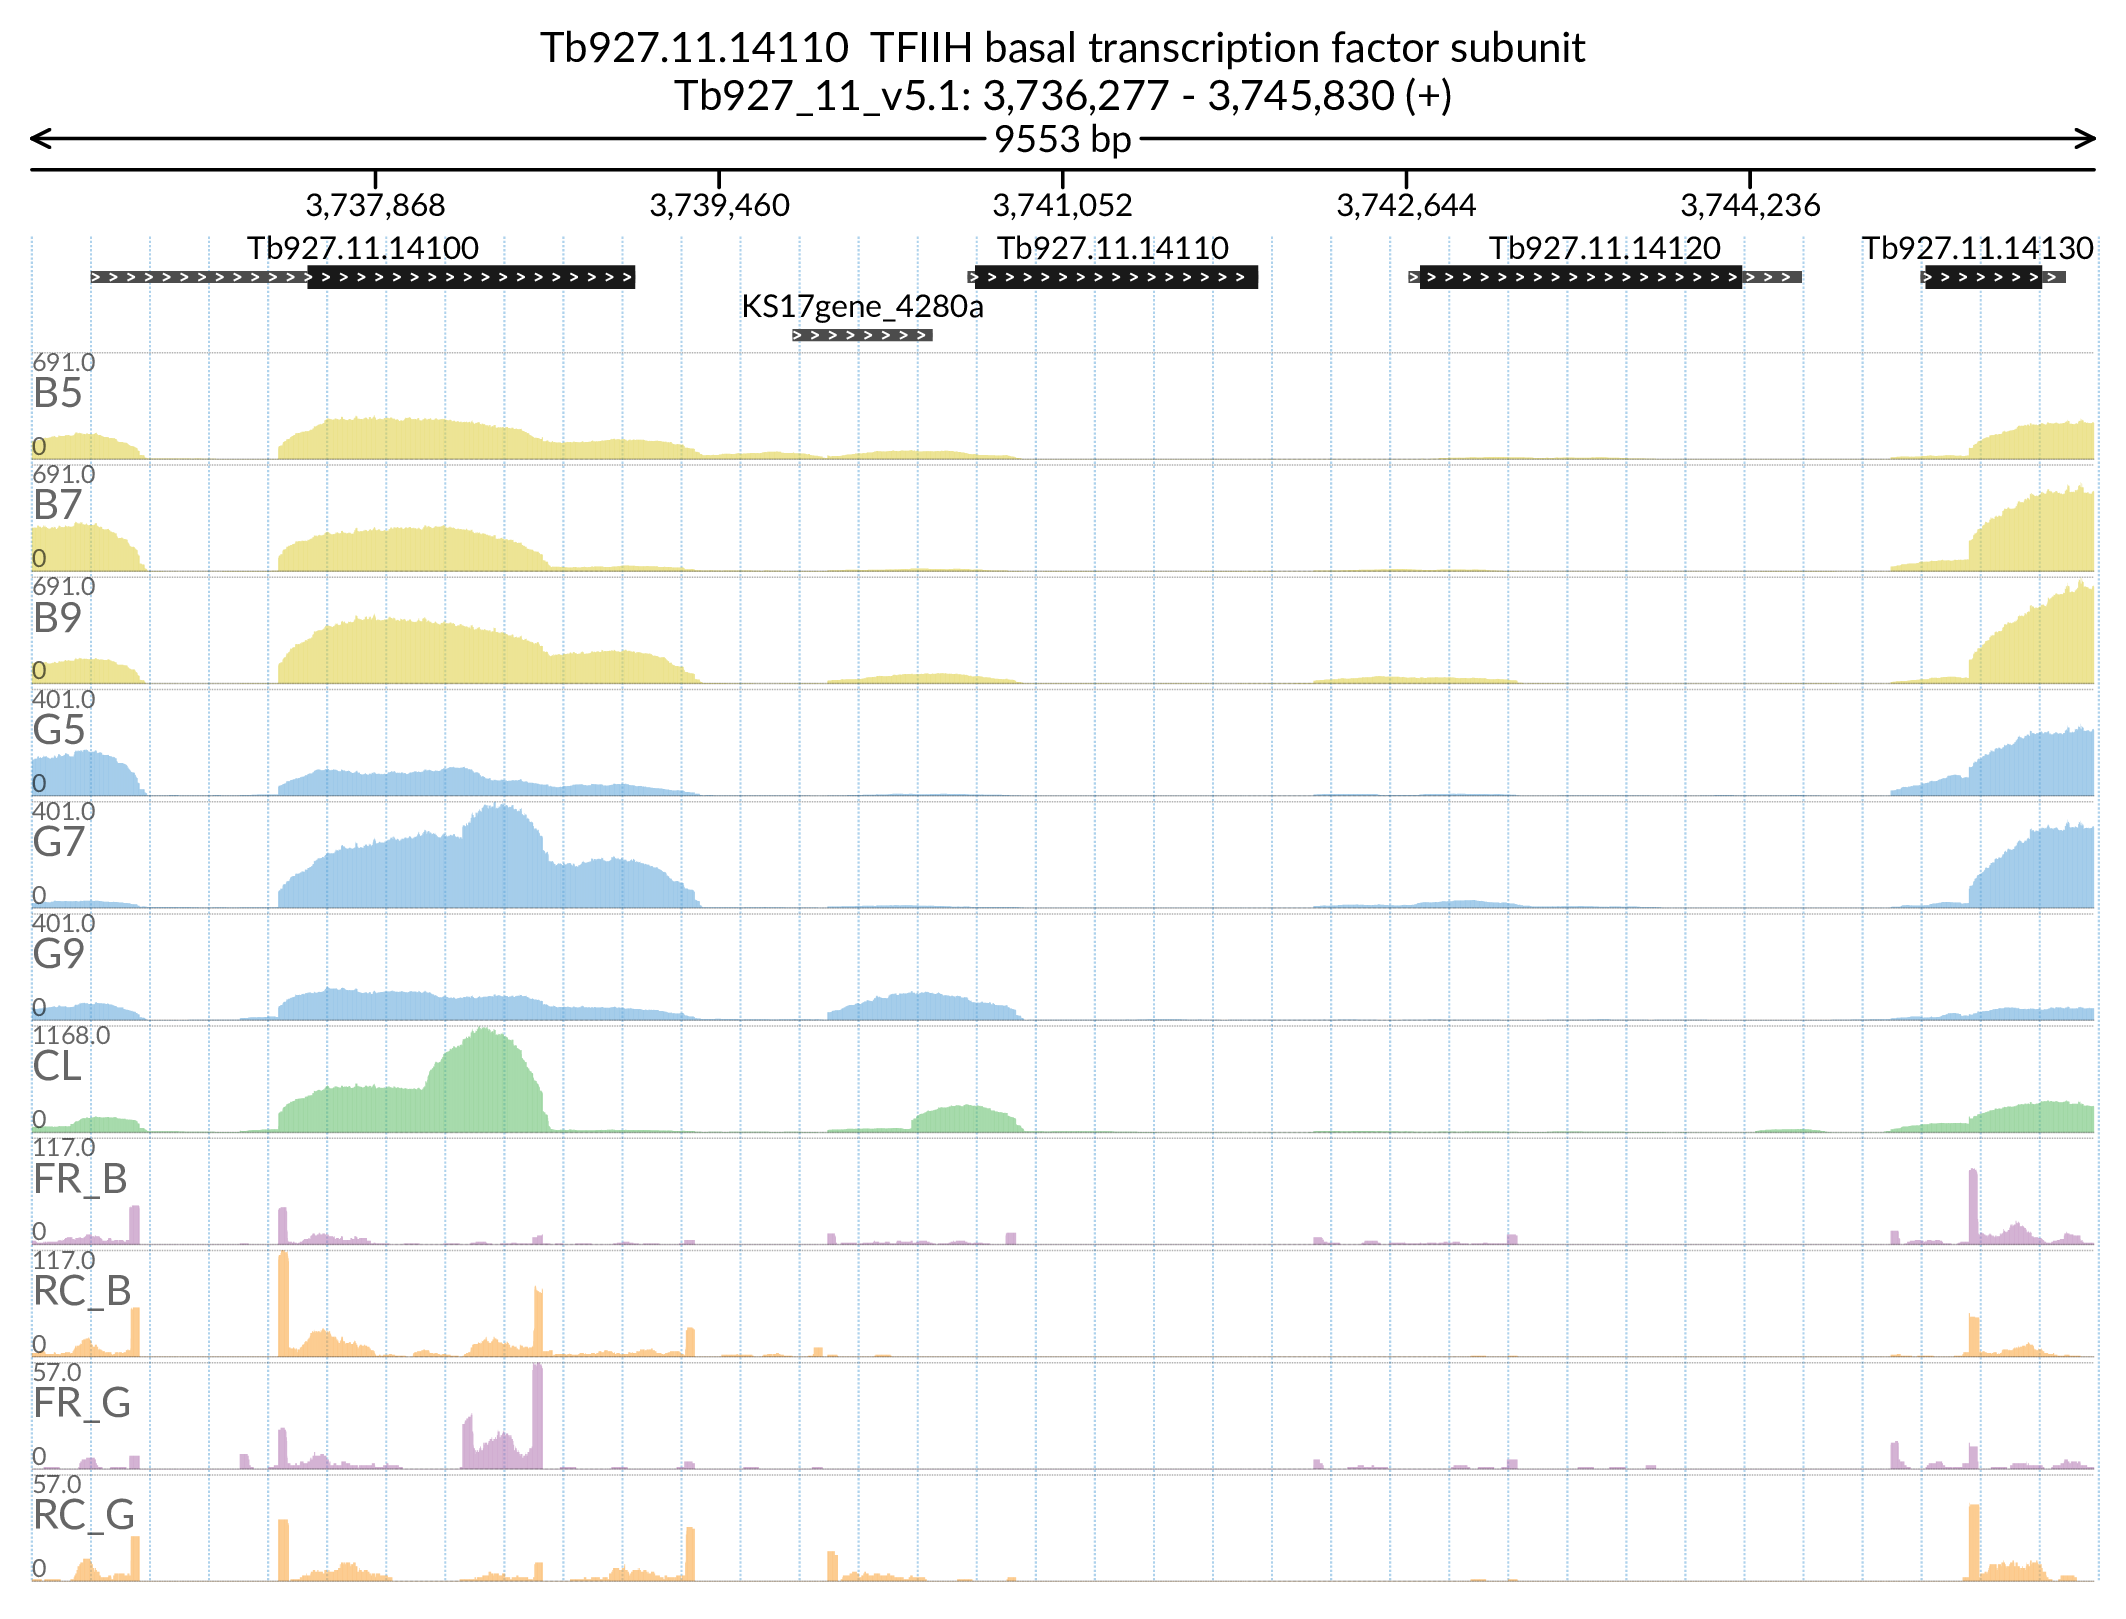 Tb927.11.14110  TFIIH basal transcription factor subunit
Tb927_11_v5.1: 3,736,277 - 3,745,830 (+)
9553 bp
3,737,868 3,739,460 3,741,052 3,742,644 3,744,236
Tb927.11.14100 Tb927.11.14110 Tb927.11.14120 Tb927.11.14130
KS17gene_4280a
691.0
B5
0
691.0
B7
0
691.0
B9
0
401.0
G5
0
401.0
G7
0
401.0
G9
0
1168.0
CL
0
117.0
FR_B
0
117.0
RC_B
0
57.0
FR_G
0
57.0
RC_G
0